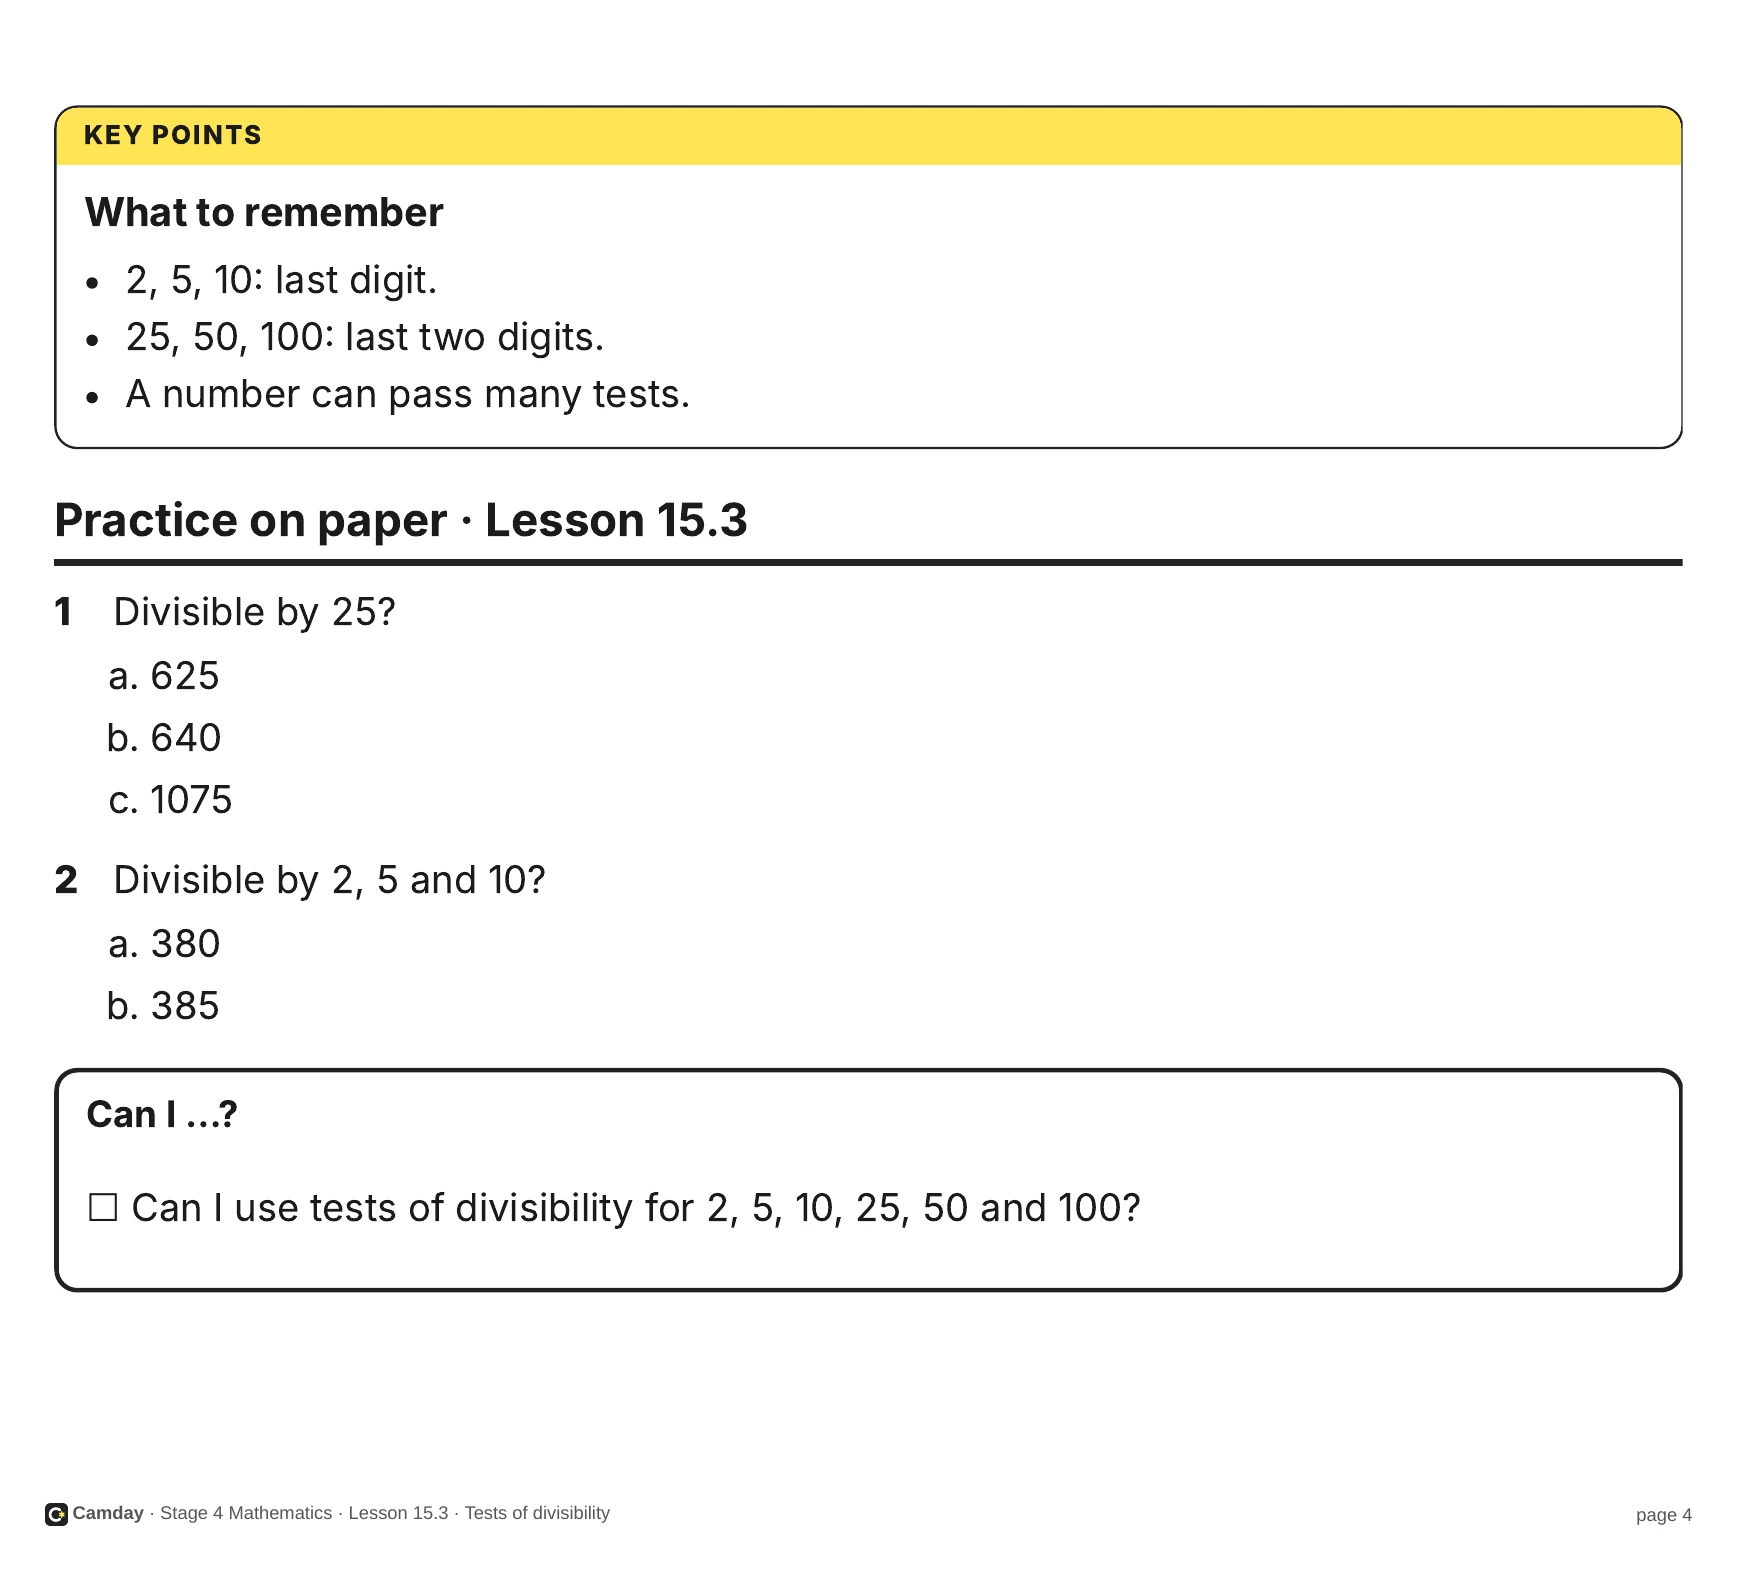 KEY POINTS
What to remember
• 2, 5, 10: last digit.
• 25, 50, 100: last two digits.
• A number can pass many tests.
Practice on paper · Lesson 15.3
1 Divisible by 25?
a. 625
b. 640
c. 1075
2 Divisible by 2, 5 and 10?
a. 380
b. 385
Can I …?
☐ Can I use tests of divisibility for 2, 5, 10, 25, 50 and 100?
Camday · Stage 4 Mathematics · Lesson 15.3 · Tests of divisibility
page 4